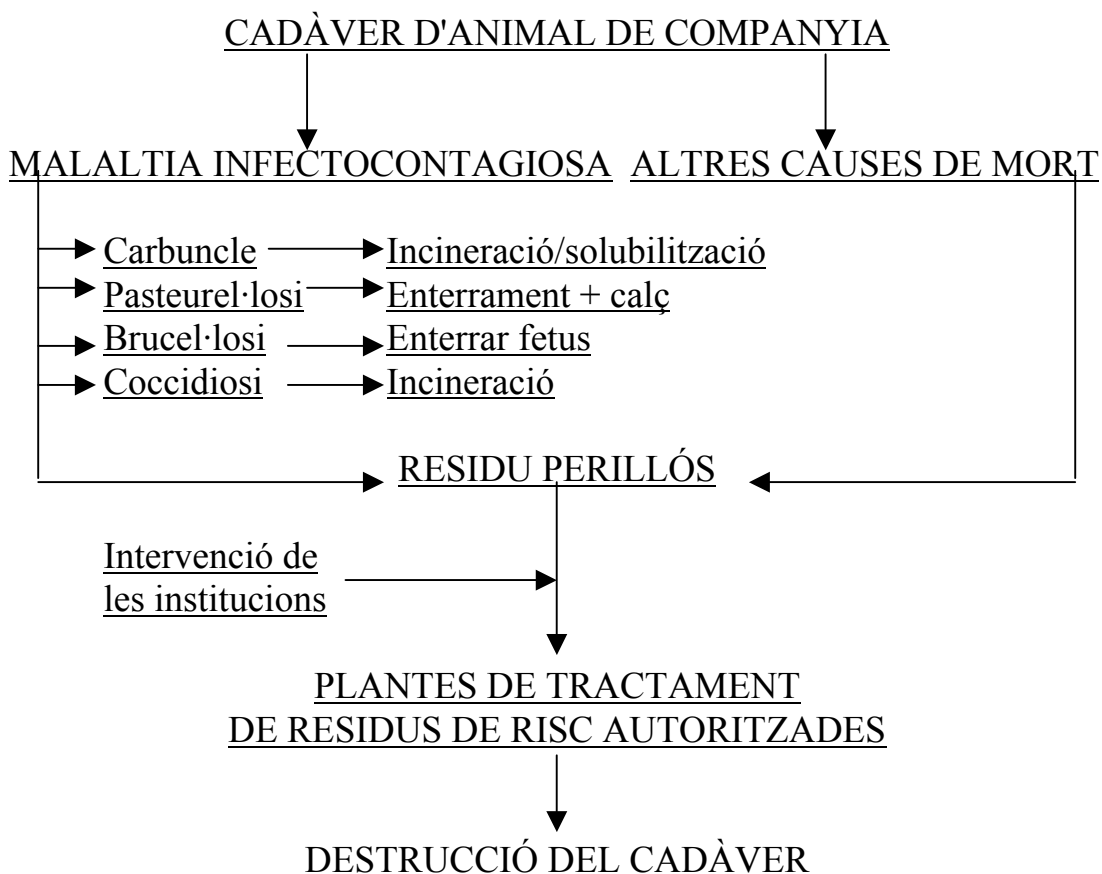 CADÀVER D'ANIMAL DE COMPANYIA
MALALTIA INFECTOCONTAGIOSA ALTRES CAUSES DE MORT
Carbuncle Incineració/solubilització
Pasteurel·losi Enterrament + calç
Brucel·losi Enterrar fetus
Coccidiosi Incineració
RESIDU PERILLÓS
Intervenció de
les institucions
PLANTES DE TRACTAMENT
DE RESIDUS DE RISC AUTORITZADES
DESTRUCCIÓ DEL CADÀVER